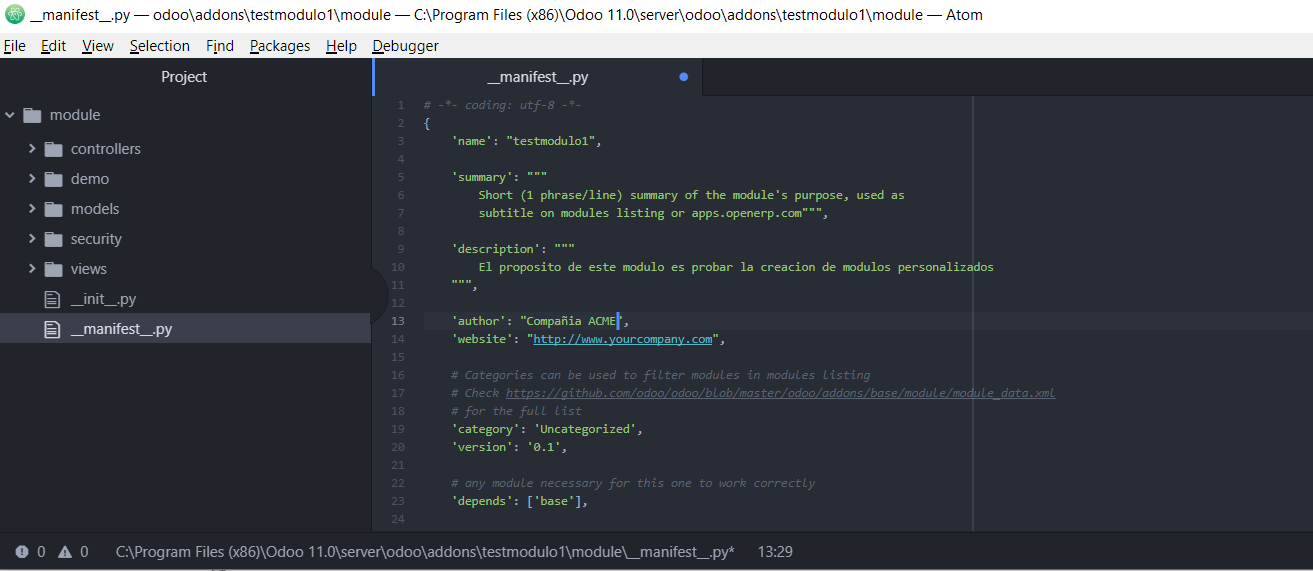 __manifest__.py — odoo\addons\testmodulo1\module — C:\Program Files (x86)\Odoo 11.0\server\odoo\addons\testmodulo1\module — Atom
File Edit View Selection Find Packages Help Debugger
Project
module
controllers
demo
models
security
views
__init__.py
__manifest__.py
__manifest__.py
1 # -*- coding: utf-8 -*-
2 {
3 'name': "testmodulo1",
4
5 'summary': """
6 Short (1 phrase/line) summary of the module's purpose, used as
7 subtitle on modules listing or apps.openerp.com""",
8
9 'description': """
10 El proposito de este modulo es probar la creacion de modulos personalizados
11 """,
12
13 'author': "Compañia ACME",
14 'website': "http://www.yourcompany.com",
15
16 # Categories can be used to filter modules in modules listing
17 # Check https://github.com/odoo/odoo/blob/master/odoo/addons/base/module/module_data.xml
18 # for the full list
19 'category': 'Uncategorized',
20 'version': '0.1',
21
22 # any module necessary for this one to work correctly
23 'depends': ['base'],
24
0 0 C:\Program Files (x86)\Odoo 11.0\server\odoo\addons\testmodulo1\module\__manifest__.py* 13:29